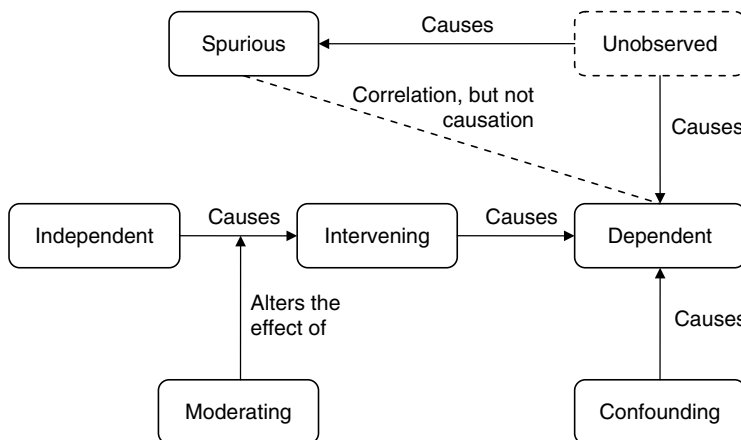 Causes
Spurious
Unobserved
Correlation, but not
causation
Causes
Causes
Causes
Independent
Intervening
Dependent
Alters the
effect of
Causes
Moderating
Confounding